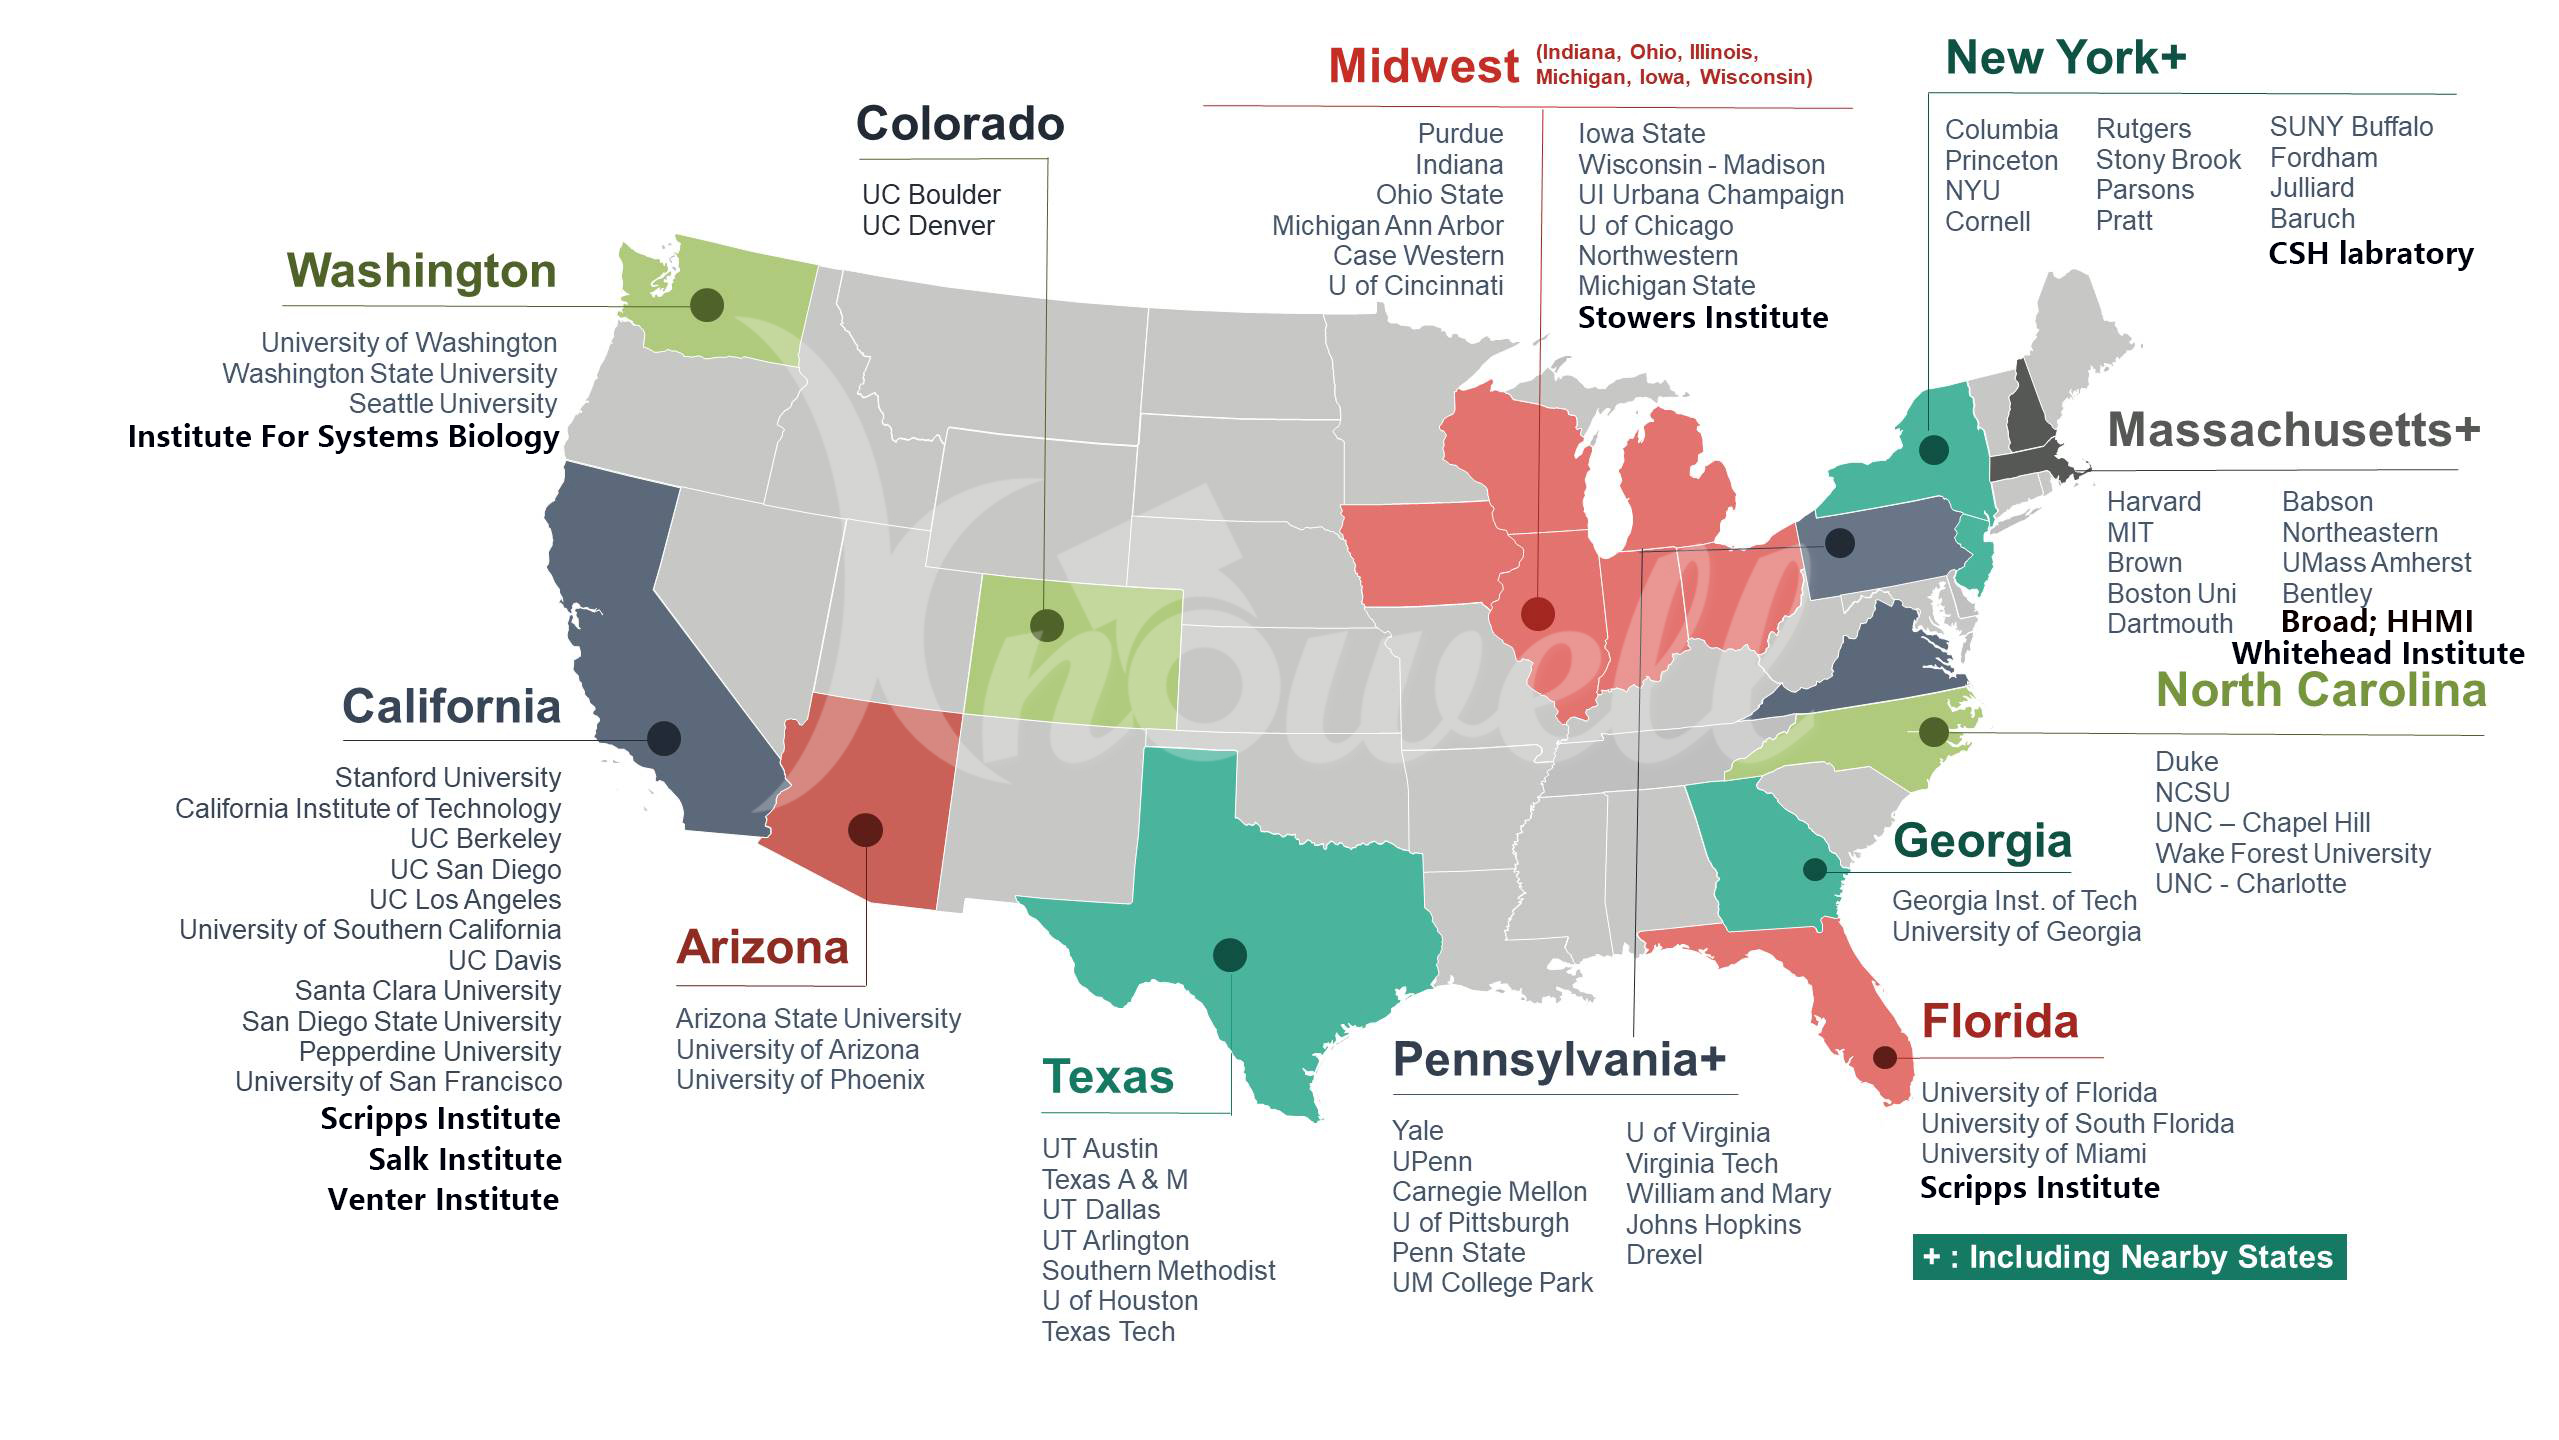 Midwest (Indiana, Ohio, Illinois,
Michigan, Iowa, Wisconsin)
Purdue
Indiana
Ohio State
Michigan Ann Arbor
Case Western
U of Cincinnati
Iowa State
Wisconsin - Madison
UI Urbana Champaign
U of Chicago
Northwestern
Michigan State
Stowers Institute
New York+
Columbia
Princeton
NYU
Cornell
Rutgers
Stony Brook
Parsons
Pratt
SUNY Buffalo
Fordham
Julliard
Baruch
CSH labratory
Colorado
UC Boulder
UC Denver
Washington
University of Washington
Washington State University
Seattle University
Institute For Systems Biology
Massachusetts+
Harvard
MIT
Brown
Boston Uni
Dartmouth
Babson
Northeastern
UMass Amherst
Bentley
Broad; HHMI
Whitehead Institute
North Carolina
Duke
NCSU
UNC – Chapel Hill
Wake Forest University
UNC - Charlotte
Knowell
California
Stanford University
California Institute of Technology
UC Berkeley
UC San Diego
UC Los Angeles
University of Southern California
UC Davis
Santa Clara University
San Diego State University
Pepperdine University
University of San Francisco
Scripps Institute
Salk Institute
Venter Institute
Arizona
Arizona State University
University of Arizona
University of Phoenix
Georgia
Georgia Inst. of Tech
University of Georgia
Texas
UT Austin
Texas A & M
UT Dallas
UT Arlington
Southern Methodist
U of Houston
Texas Tech
Pennsylvania+
Yale
UPenn
Carnegie Mellon
U of Pittsburgh
Penn State
UM College Park
U of Virginia
Virginia Tech
William and Mary
Johns Hopkins
Drexel
Florida
University of Florida
University of South Florida
University of Miami
Scripps Institute
+ : Including Nearby States